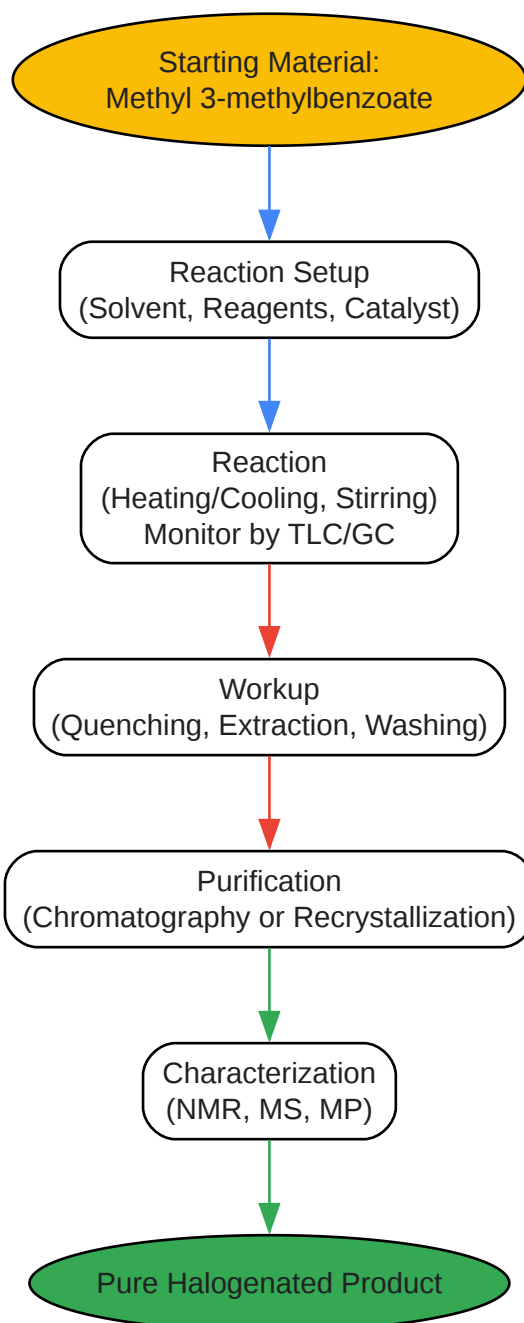 Starting Material:
Methyl 3-methylbenzoate
Reaction Setup
(Solvent, Reagents, Catalyst)
Reaction
(Heating/Cooling, Stirring)
Monitor by TLC/GC
Workup
(Quenching, Extraction, Washing)
Purification
(Chromatography or Recrystallization)
Characterization
(NMR, MS, MP)
Pure Halogenated Product